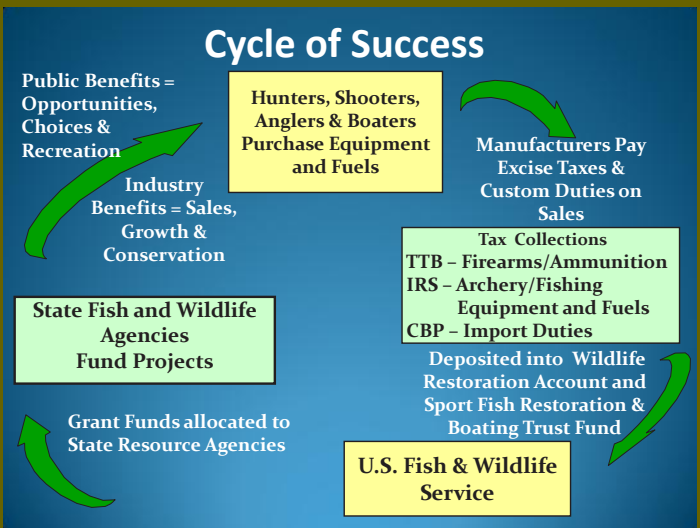 Cycle of Success
Public Benefits =
Opportunities,
Choices &
Recreation
Industry
Benefits = Sales,
Growth &
Conservation
Hunters, Shooters,
Anglers & Boaters
Purchase Equipment
and Fuels
Manufacturers Pay
Excise Taxes &
Custom Duties on
Sales
Tax Collections
TTB – Firearms/Ammunition
IRS – Archery/Fishing
Equipment and Fuels
CBP – Import Duties
Deposited into Wildlife
Restoration Account and
Sport Fish Restoration &
Boating Trust Fund
U.S. Fish & Wildlife
Service
Grant Funds allocated to
State Resource Agencies
State Fish and Wildlife
Agencies
Fund Projects